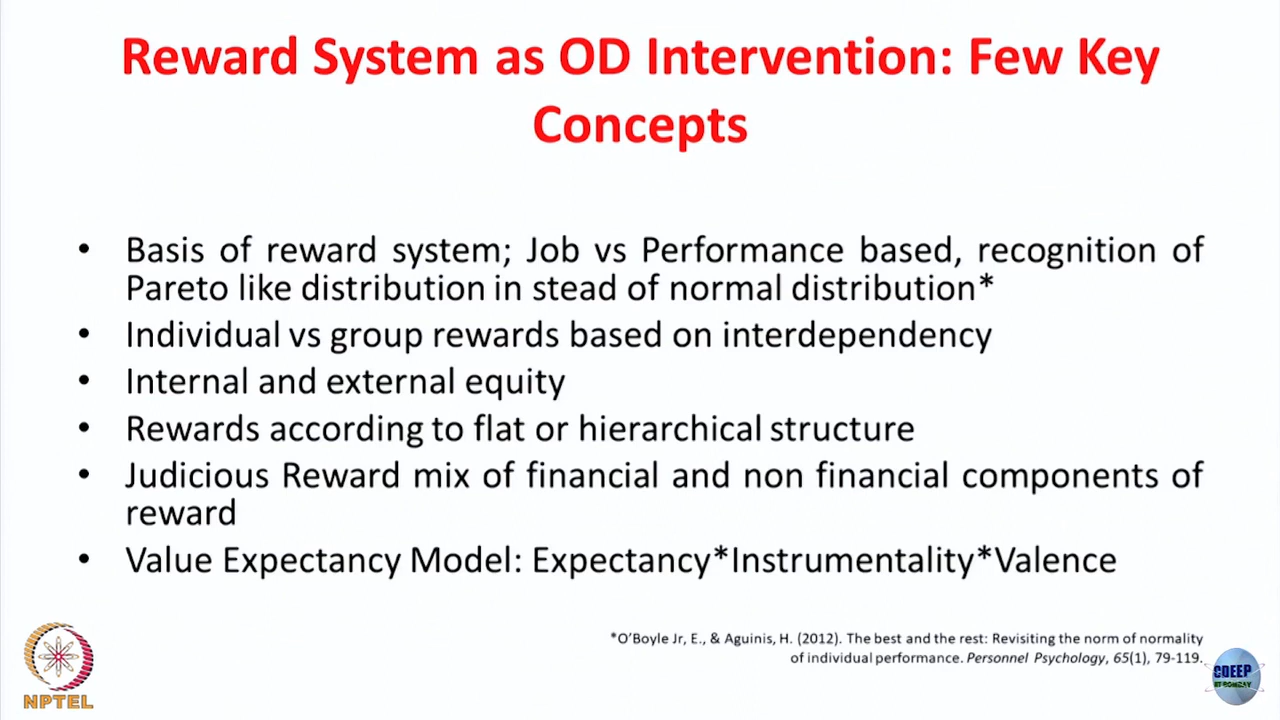 Reward System as OD Intervention: Few Key
Concepts
• Basis of reward system; Job vs Performance based, recognition of
Pareto like distribution in stead of normal distribution*
• Individual vs group rewards based on interdependency
• Internal and external equity
• Rewards according to flat or hierarchical structure
• Judicious Reward mix of financial and non financial components of
reward
• Value Expectancy Model: Expectancy*Instrumentality*Valence
*O'Boyle Jr, E., & Aguinis, H. (2012). The best and the rest: Revisiting the norm of normality
of individual performance. Personnel Psychology, 65(1), 79-119.
NPTEL
CDEEP
IIT BOMBAY